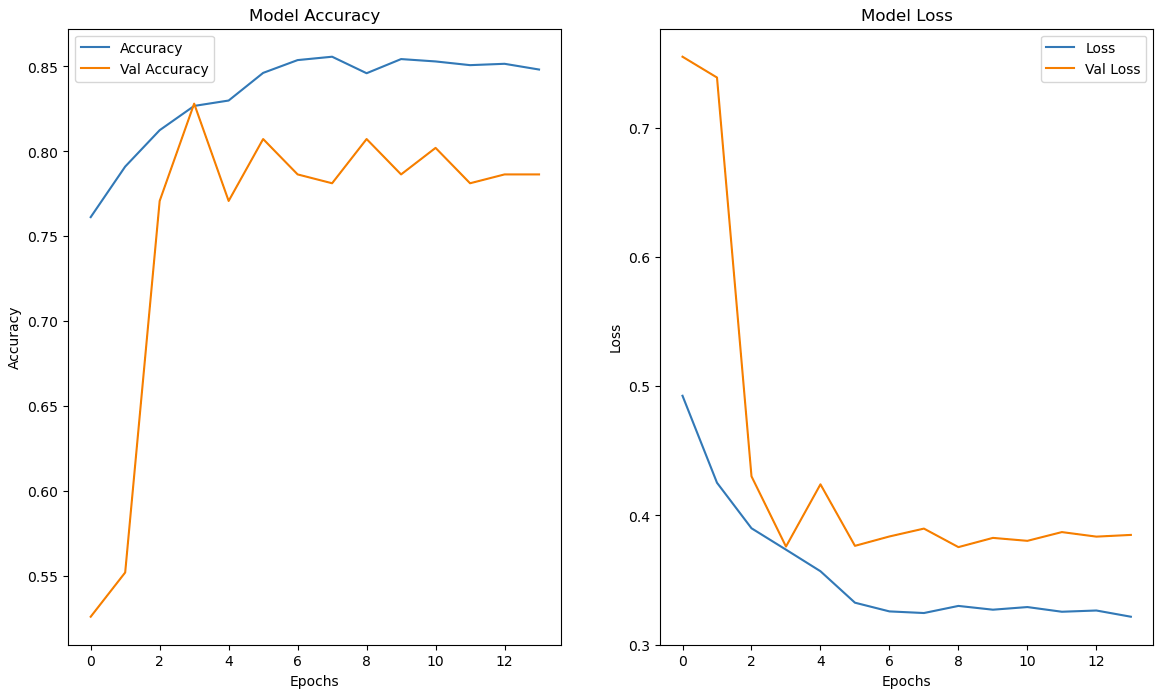 Model Accuracy
Accuracy
Val Accuracy
0.85
0.80
0.75
0.70
0.65
0.60
0.55
Accuracy
0 2 4 6 8 10 12
Epochs
Model Loss
Loss
Val Loss
0.7
0.6
0.5
0.4
0.3
Loss
0 2 4 6 8 10 12
Epochs